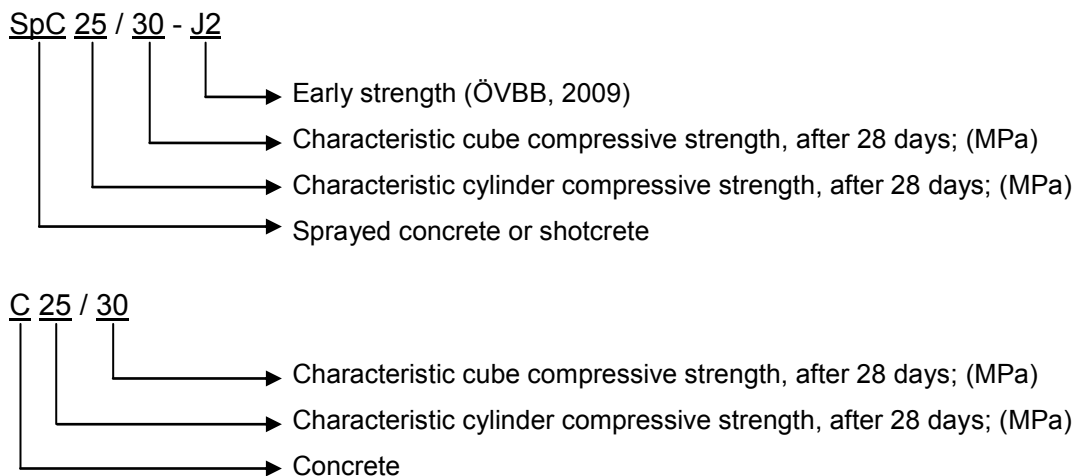 SpC 25 / 30 - J2
Early strength (ÖVBB, 2009)
Characteristic cube compressive strength, after 28 days; (MPa)
Characteristic cylinder compressive strength, after 28 days; (MPa)
Sprayed concrete or shotcrete
C 25 / 30
Characteristic cube compressive strength, after 28 days; (MPa)
Characteristic cylinder compressive strength, after 28 days; (MPa)
Concrete